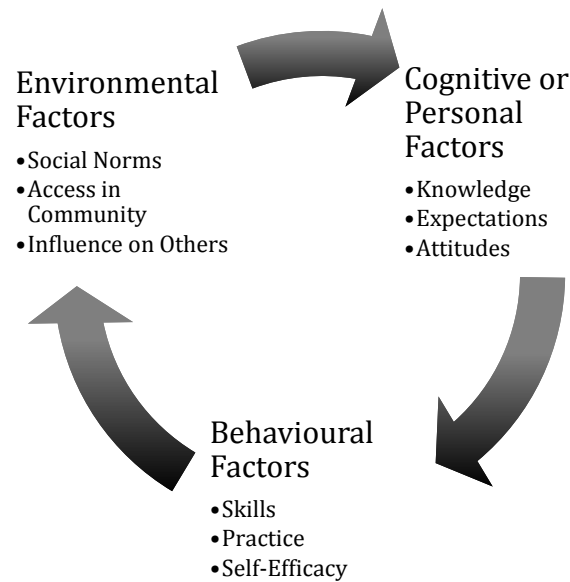 Environmental
Factors
•Social Norms
•Access in
Community
•Influence on Others
Cognitive or
Personal
Factors
•Knowledge
•Expectations
•Attitudes
Behavioural
Factors
•Skills
•Practice
•Self-Efficacy